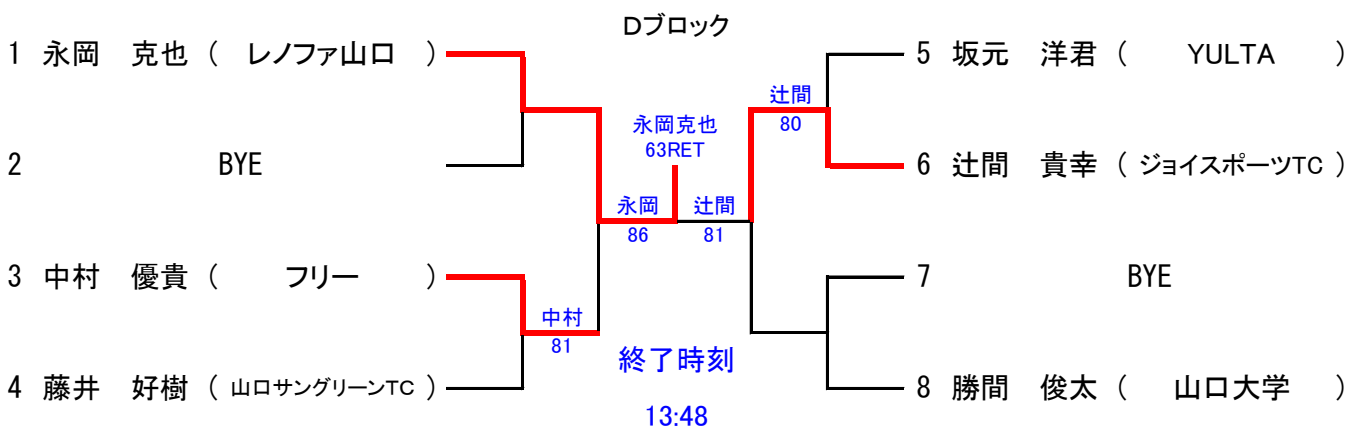 Dブロック
1 永岡 克也 ( レノファ山口 )
5 坂元 洋君 ( YULTA )
辻間
80
永岡克也
63RET
2 BYE
6 辻間 貴幸 ( ジョイスポーツTC )
永岡 辻間
86 81
3 中村 優貴 ( フリー )
7 BYE
中村
81
終了時刻
4 藤井 好樹 ( 山口サングリーンTC )
8 勝間 俊太 ( 山口大学 )
13:48